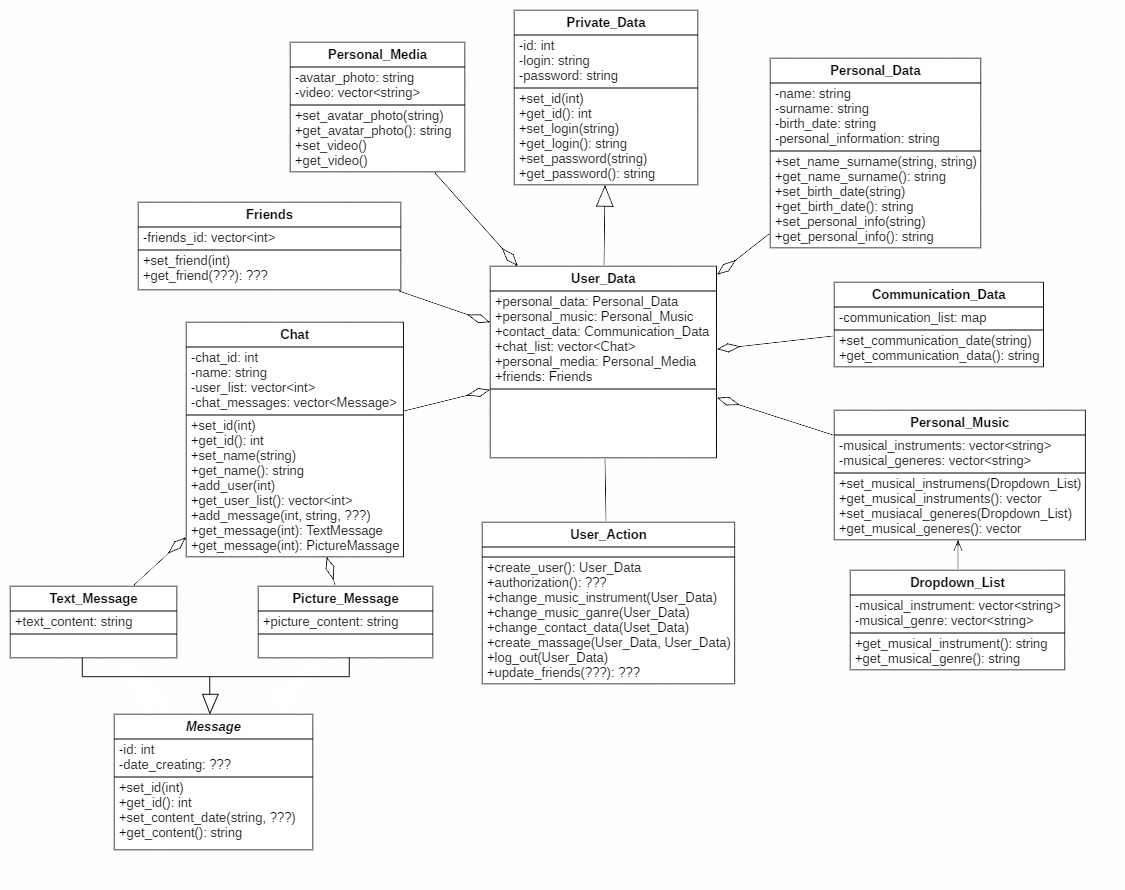 Private_Data
-id: int
-login: string
-password: string
+set_id(int)
+get_id(): int
+set_login(string)
+get_login(): string
+set_password(string)
+get_password(): string
Personal_Media
-avatar_photo: string
-video: vector<string>
+set_avatar_photo(string)
+get_avatar_photo(): string
+set_video()
+get_video()
Personal_Data
-name: string
-surname: string
-birth_date: string
-personal_information: string
+set_name_surname(string, string)
+get_name_surname(): string
+set_birth_date(string)
+get_birth_date(): string
+set_personal_info(string)
+get_personal_info(): string
Friends
-friends_id: vector<int>
+set_friend(int)
+get_friend(???): ???
User_Data
+personal_data: Personal_Data
+personal_music: Personal_Music
+contact_data: Communication_Data
+chat_list: vector<Chat>
+personal_media: Personal_Media
+friends: Friends
Communication_Data
-communication_list: map
+set_communication_date(string)
+get_communication_data(): string
Chat
-chat_id: int
-name: string
-user_list: vector<int>
-chat_messages: vector<Message>
+set_id(int)
+get_id(): int
+set_name(string)
+get_name(): string
+add_user(int)
+get_user_list(): vector<int>
+add_message(int, string, ???)
+get_message(int): TextMessage
+get_message(int): PictureMassage
Personal_Music
-musical_instruments: vector<string>
-musical_generes: vector<string>
+set_musical_instrumens(Dropdown_List)
+get_musical_instruments(): vector
+set_musiacal_generes(Dropdown_List)
+get_musical_generes(): vector
User_Action
+create_user(): User_Data
+authorization(): ???
+change_music_instrument(User_Data)
+change_music_ganre(User_Data)
+change_contact_data(Uset_Data)
+create_massage(User_Data, User_Data)
+log_out(User_Data)
+update_friends(???): ???
Dropdown_List
-musical_instrument: vector<string>
-musical_genre: vector<string>
+get_musical_instrument(): string
+get_musical_genre(): string
Text_Message
+text_content: string
Picture_Message
+picture_content: string
Message
-id: int
-date_creating: ???
+set_id(int)
+get_id(): int
+set_content_date(string, ???)
+get_content(): string